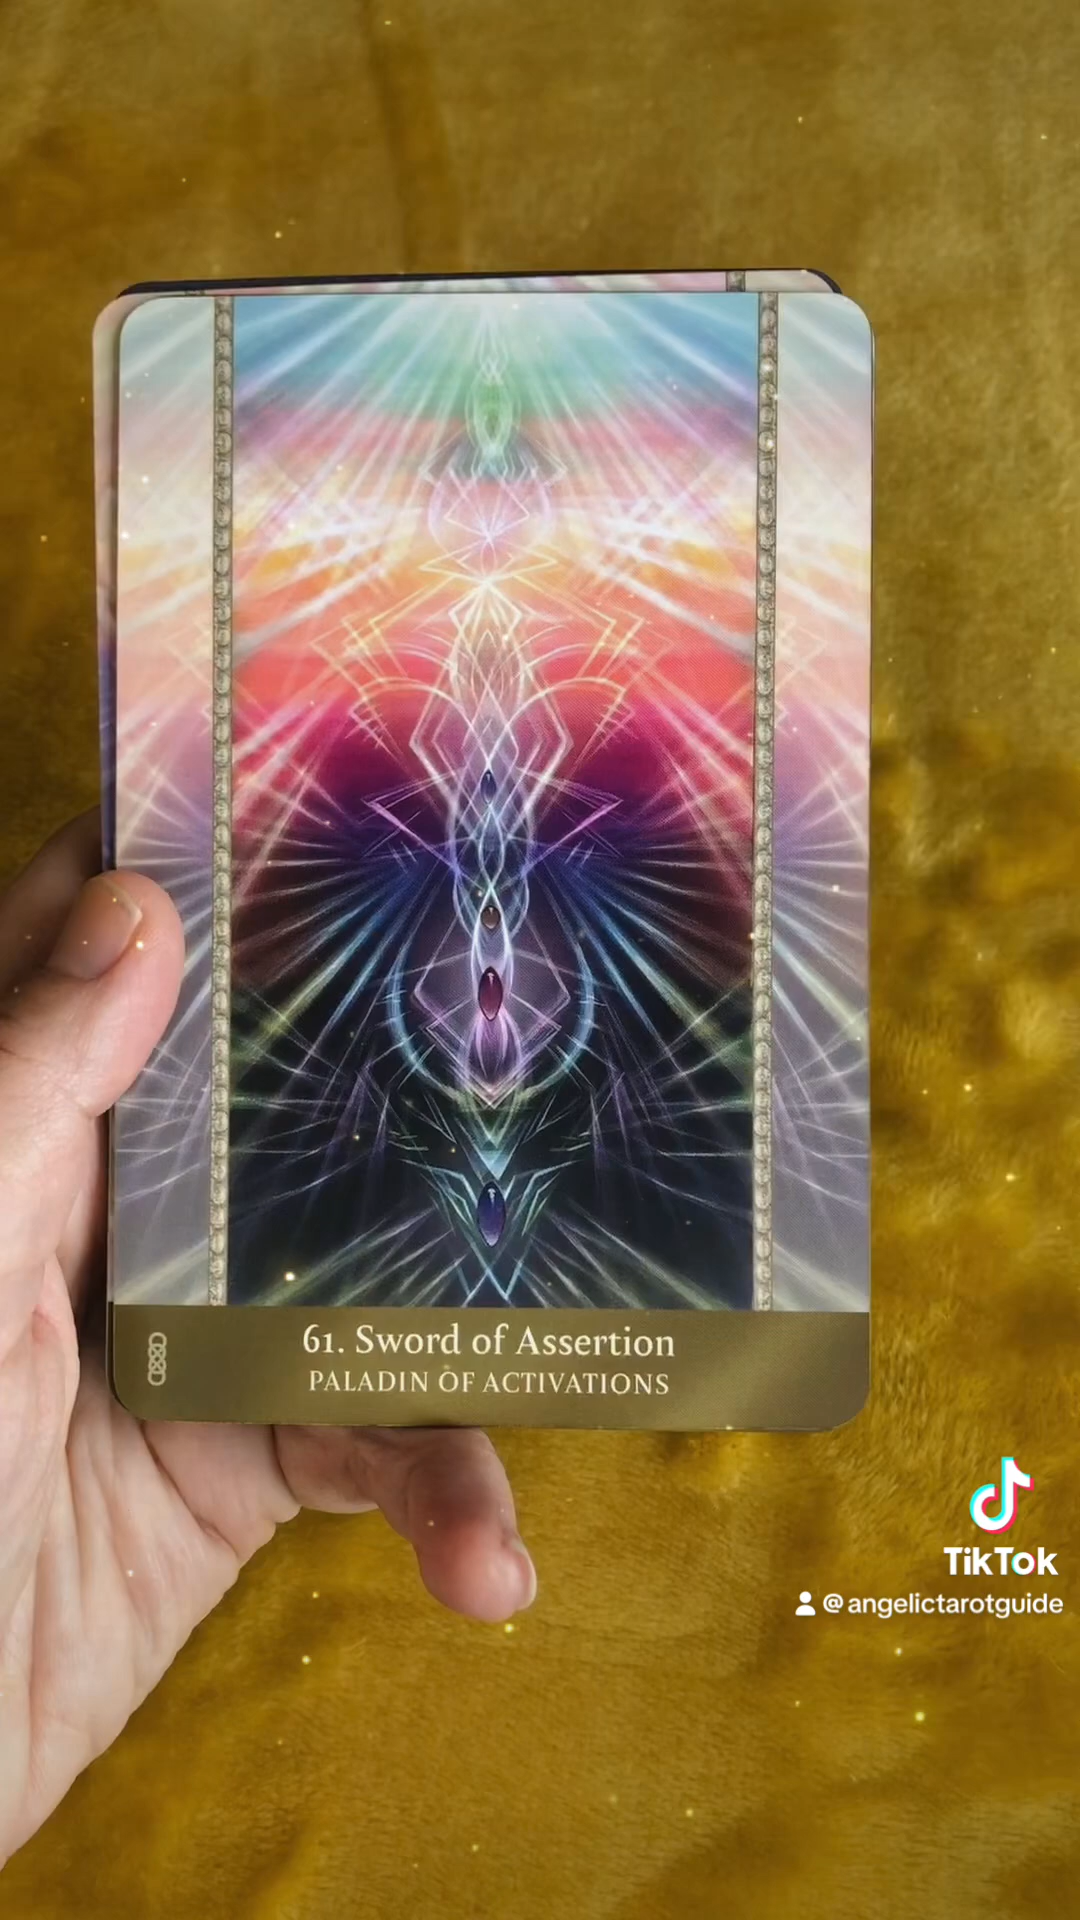 61. Sword of Assertion
PALADIN OF ACTIVATIONS
TikTok
@angelictarotguide